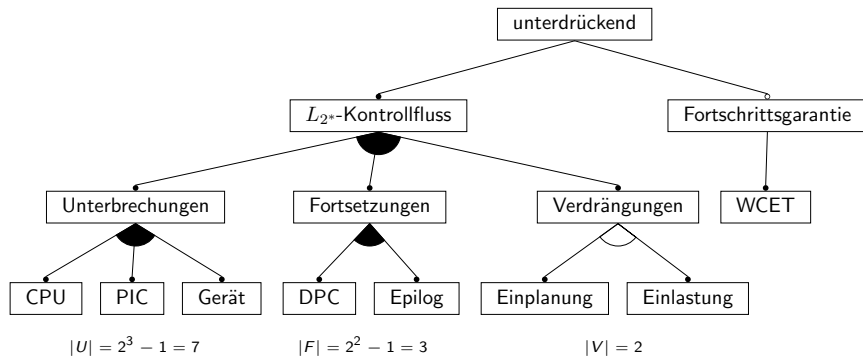 unterdrückend
L₂*-Kontrollfluss
Fortschrittsgarantie
Unterbrechungen
Fortsetzungen
Verdrängungen
WCET
CPU
PIC
Gerät
DPC
Epilog
Einplanung
Einlastung
|U| = 2³ − 1 = 7
|F| = 2² − 1 = 3
|V| = 2